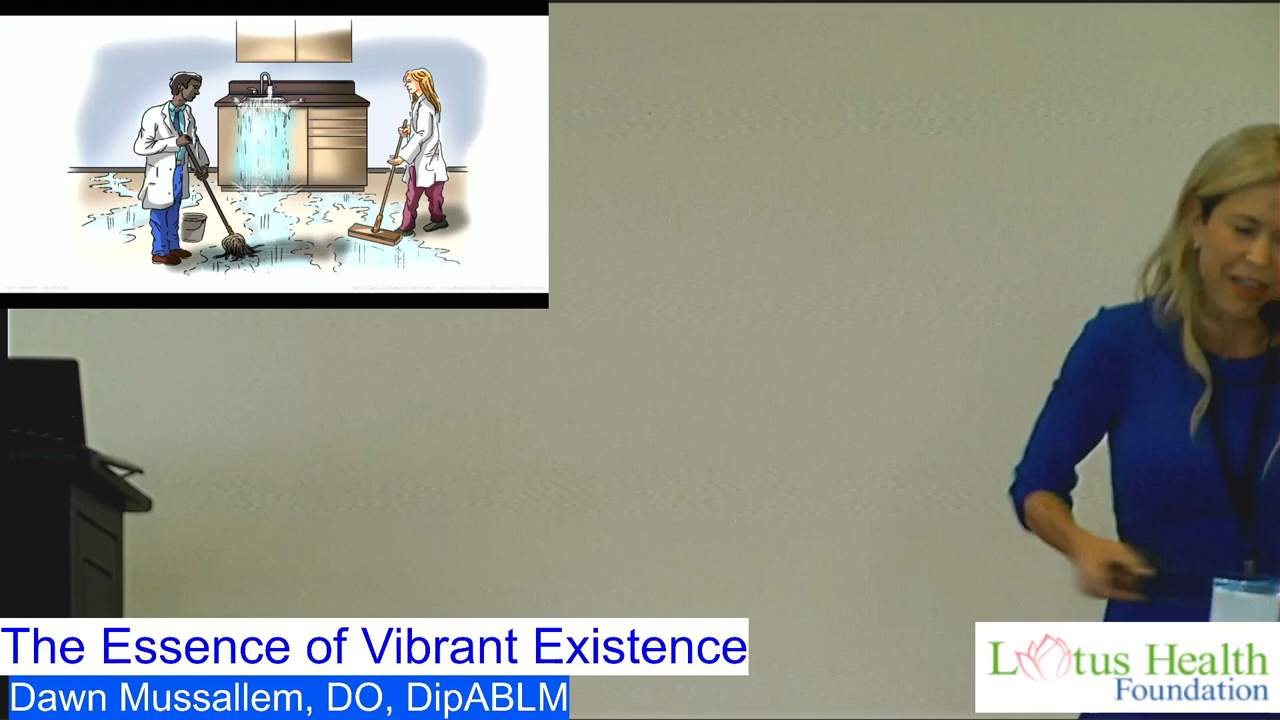 The Essence of Vibrant Existence
Dawn Mussallem, DO, DipABLM
Lotus Health
Foundation